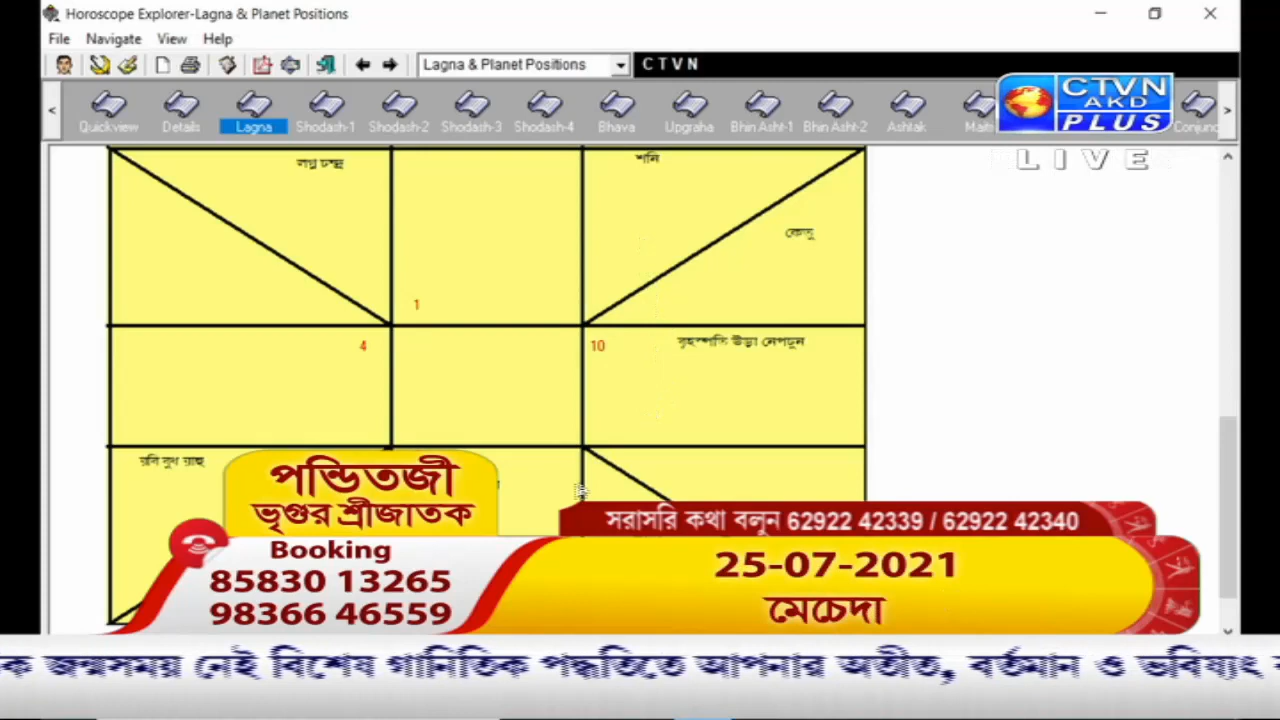 Horoscope Explorer-Lagna & Planet Positions
File Navigate View Help
Lagna & Planet Positions
C T V N
Quickview Details Lagna Shodash-1 Shodash-2 Shodash-3 Shodash-4 Bhava Upgraha Bhin Asht-1 Bhin Asht-2 Ashtak
CTVN
AKD
PLUS
LIVE
লগ্ন চন্দ্র
শনি
কেতু
1
4
10
বৃহস্পতি উড়া নেপচুন
রবি বুধ রাহু
পন্ডিতজী
ভৃগুর শ্রীজাতক
সরাসরি কথা বলুন 62922 42339 / 62922 42340
Booking
85830 13265
98366 46559
25-07-2021
মেচেদা
ক জন্মসময় নেই বিশেষ গানিতিক পদ্ধতিতে আপনার অতীত, বর্তমান ও ভবিষ্যৎ